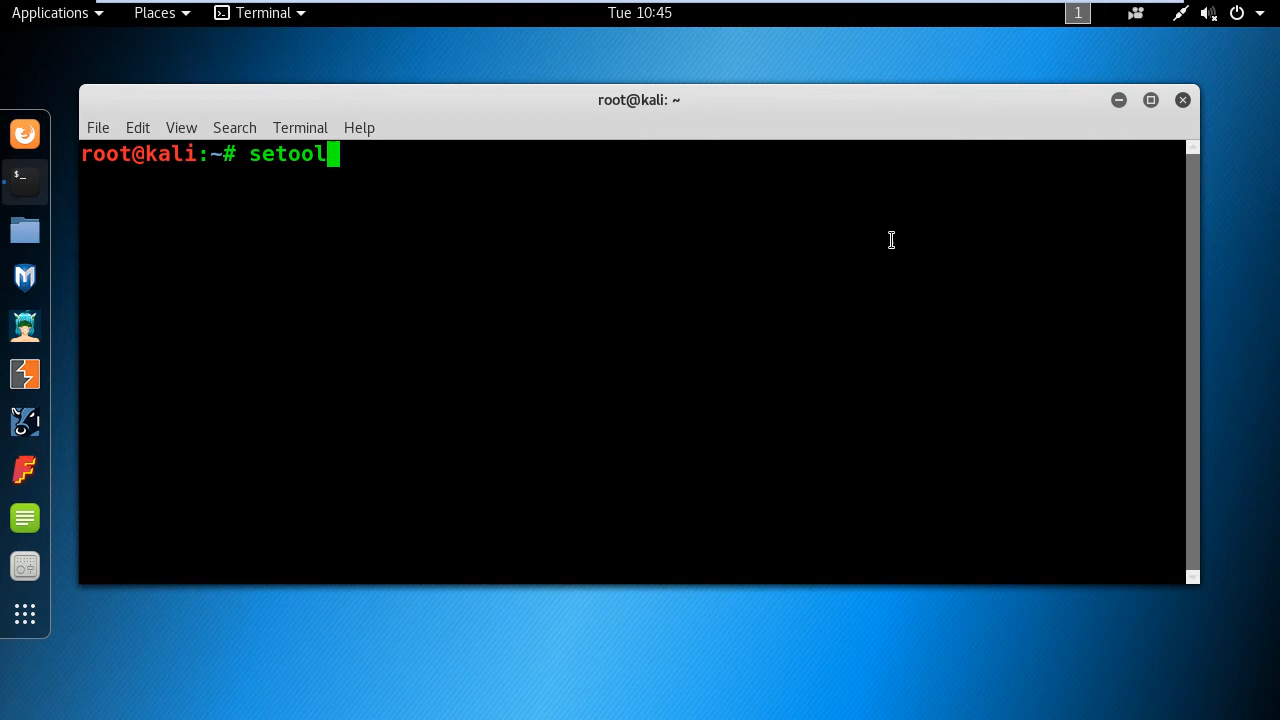 Applications Places Terminal Tue 10:45 1
root@kali: ~
File Edit View Search Terminal Help
root@kali:~# setool
$_